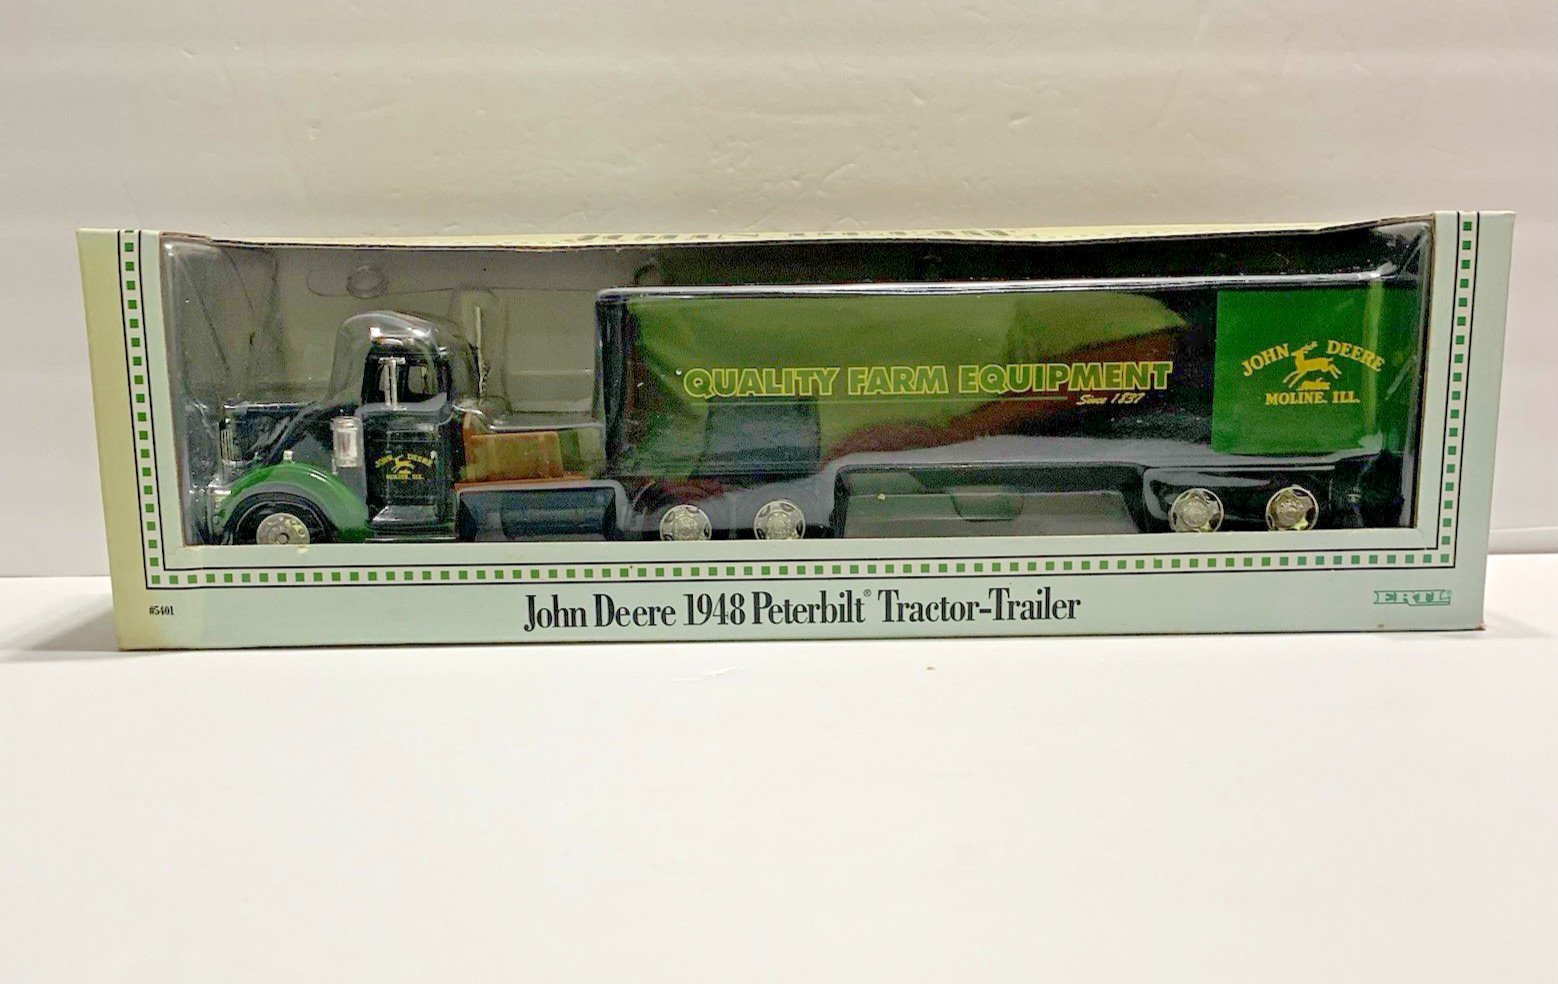 QUALITY FARM EQUIPMENT
Since 1837
JOHN DEERE
MOLINE, ILL.
JOHN DEERE
MOLINE, ILL.
#5401
John Deere 1948 Peterbilt® Tractor-Trailer
ERTL®